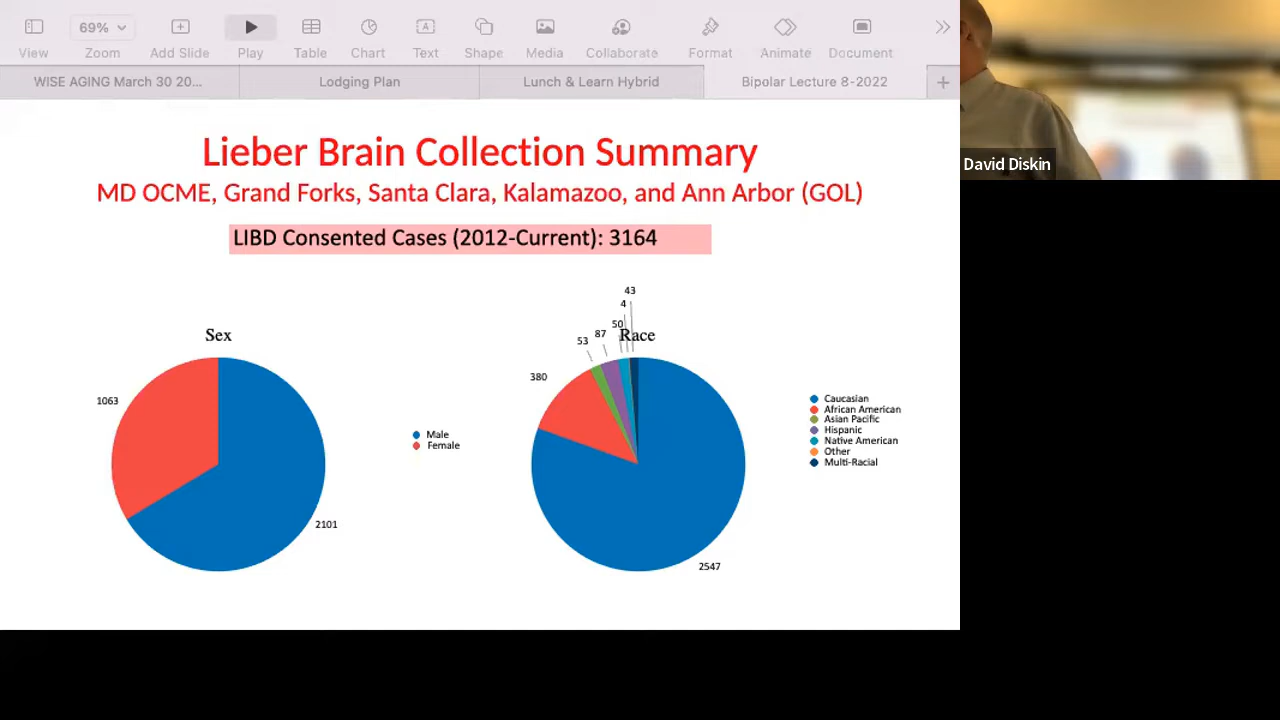 69%
View
Zoom
Add Slide
Play
Table
Chart
Text
Shape
Media
Collaborate
Format
Animate
Document
WISE AGING March 30 20...
Lodging Plan
Lunch & Learn Hybrid
Bipolar Lecture 8-2022
David Diskin
Lieber Brain Collection Summary
MD OCME, Grand Forks, Santa Clara, Kalamazoo, and Ann Arbor (GOL)
LIBD Consented Cases (2012-Current): 3164
Sex
1063
2101
Male
Female
Race
43
4
50
87
53
380
2547
Caucasian
African American
Asian Pacific
Hispanic
Native American
Other
Multi-Racial